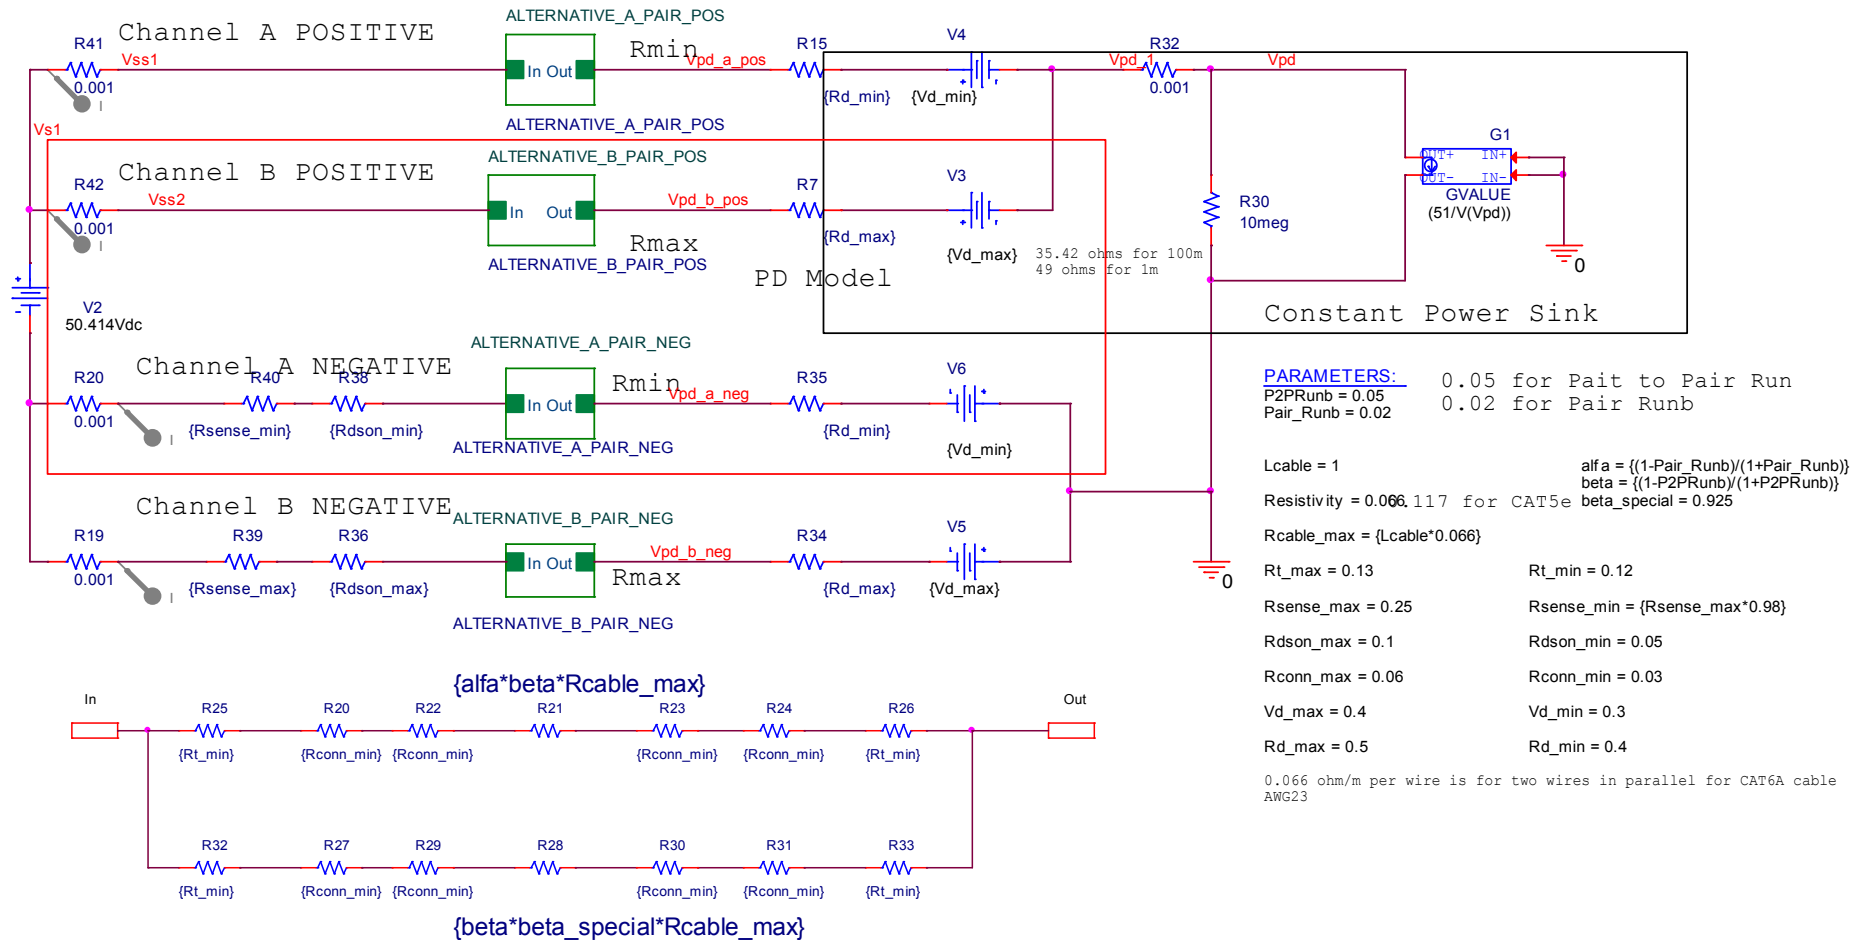 ALTERNATIVE_A_PAIR_POS
Channel A POSITIVE
R41
Vss1
0.001
I
In Out
Rmin
Vpd_a_pos
R15
{Rd_min}
V4
{Vd_min}
Vpd_1
R32
0.001
Vpd
ALTERNATIVE_A_PAIR_POS
Vs1
Channel B POSITIVE
ALTERNATIVE_B_PAIR_POS
R42
Vss2
0.001
I
In Out
Vpd_b_pos
R7
{Rd_max}
V3
{Vd_max}
Rmax
ALTERNATIVE_B_PAIR_POS
35.42 ohms for 100m
49 ohms for 1m
PD Model
R30
10meg
G1
OUT+ IN+
OUT- IN-
GVALUE
(51/V(Vpd))
0
Constant Power Sink
V2
50.414Vdc
ALTERNATIVE_A_PAIR_NEG
Channel A NEGATIVE
R20
0.001
I
R40
{Rsense_min}
R38
{Rdson_min}
In Out
Rmin
Vpd_a_neg
R35
{Rd_min}
V6
{Vd_min}
ALTERNATIVE_A_PAIR_NEG
Channel B NEGATIVE
ALTERNATIVE_B_PAIR_NEG
R19
0.001
I
R39
{Rsense_max}
R36
{Rdson_max}
In Out
Rmax
Vpd_b_neg
R34
{Rd_max}
V5
{Vd_max}
0
ALTERNATIVE_B_PAIR_NEG
PARAMETERS:
P2PRunb = 0.05
Pair_Runb = 0.02
0.05 for Pait to Pair Run
0.02 for Pair Runb
Lcable = 1
alfa = {(1-Pair_Runb)/(1+Pair_Runb)}
beta = {(1-P2PRunb)/(1+P2PRunb)}
Resistivity = 0.066
0.117 for CAT5e
beta_special = 0.925
Rcable_max = {Lcable*0.066}
Rt_max = 0.13
Rt_min = 0.12
Rsense_max = 0.25
Rsense_min = {Rsense_max*0.98}
Rdson_max = 0.1
Rdson_min = 0.05
Rconn_max = 0.06
Rconn_min = 0.03
Vd_max = 0.4
Vd_min = 0.3
Rd_max = 0.5
Rd_min = 0.4
0.066 ohm/m per wire is for two wires in parallel for CAT6A cable
AWG23
{alfa*beta*Rcable_max}
In
R25 R20 R22 R21 R23 R24 R26
Out
{Rt_min} {Rconn_min} {Rconn_min} {Rconn_min} {Rconn_min} {Rt_min}
R32 R27 R29 R28 R30 R31 R33
{Rt_min} {Rconn_min} {Rconn_min} {Rconn_min} {Rconn_min} {Rt_min}
{beta*beta_special*Rcable_max}